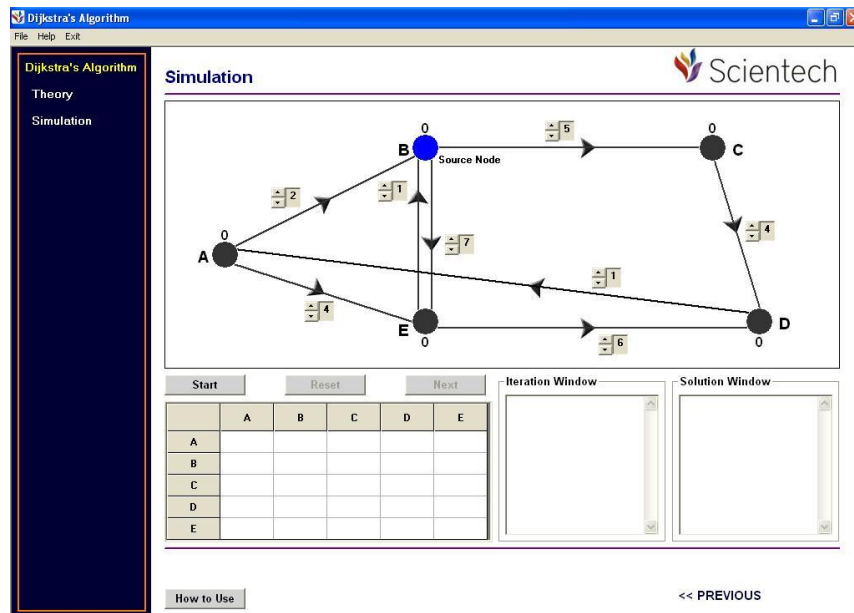 Dijkstra's Algorithm
File Help Exit
Dijkstra's Algorithm
Theory
Simulation
Simulation
Scientech
0
B
Source Node
5
0
C
2
1
7
4
0
A
1
4
E
0
6
D
0
Start Reset Next
A B C D E
A
B
C
D
E
Iteration Window
Solution Window
How to Use
<< PREVIOUS